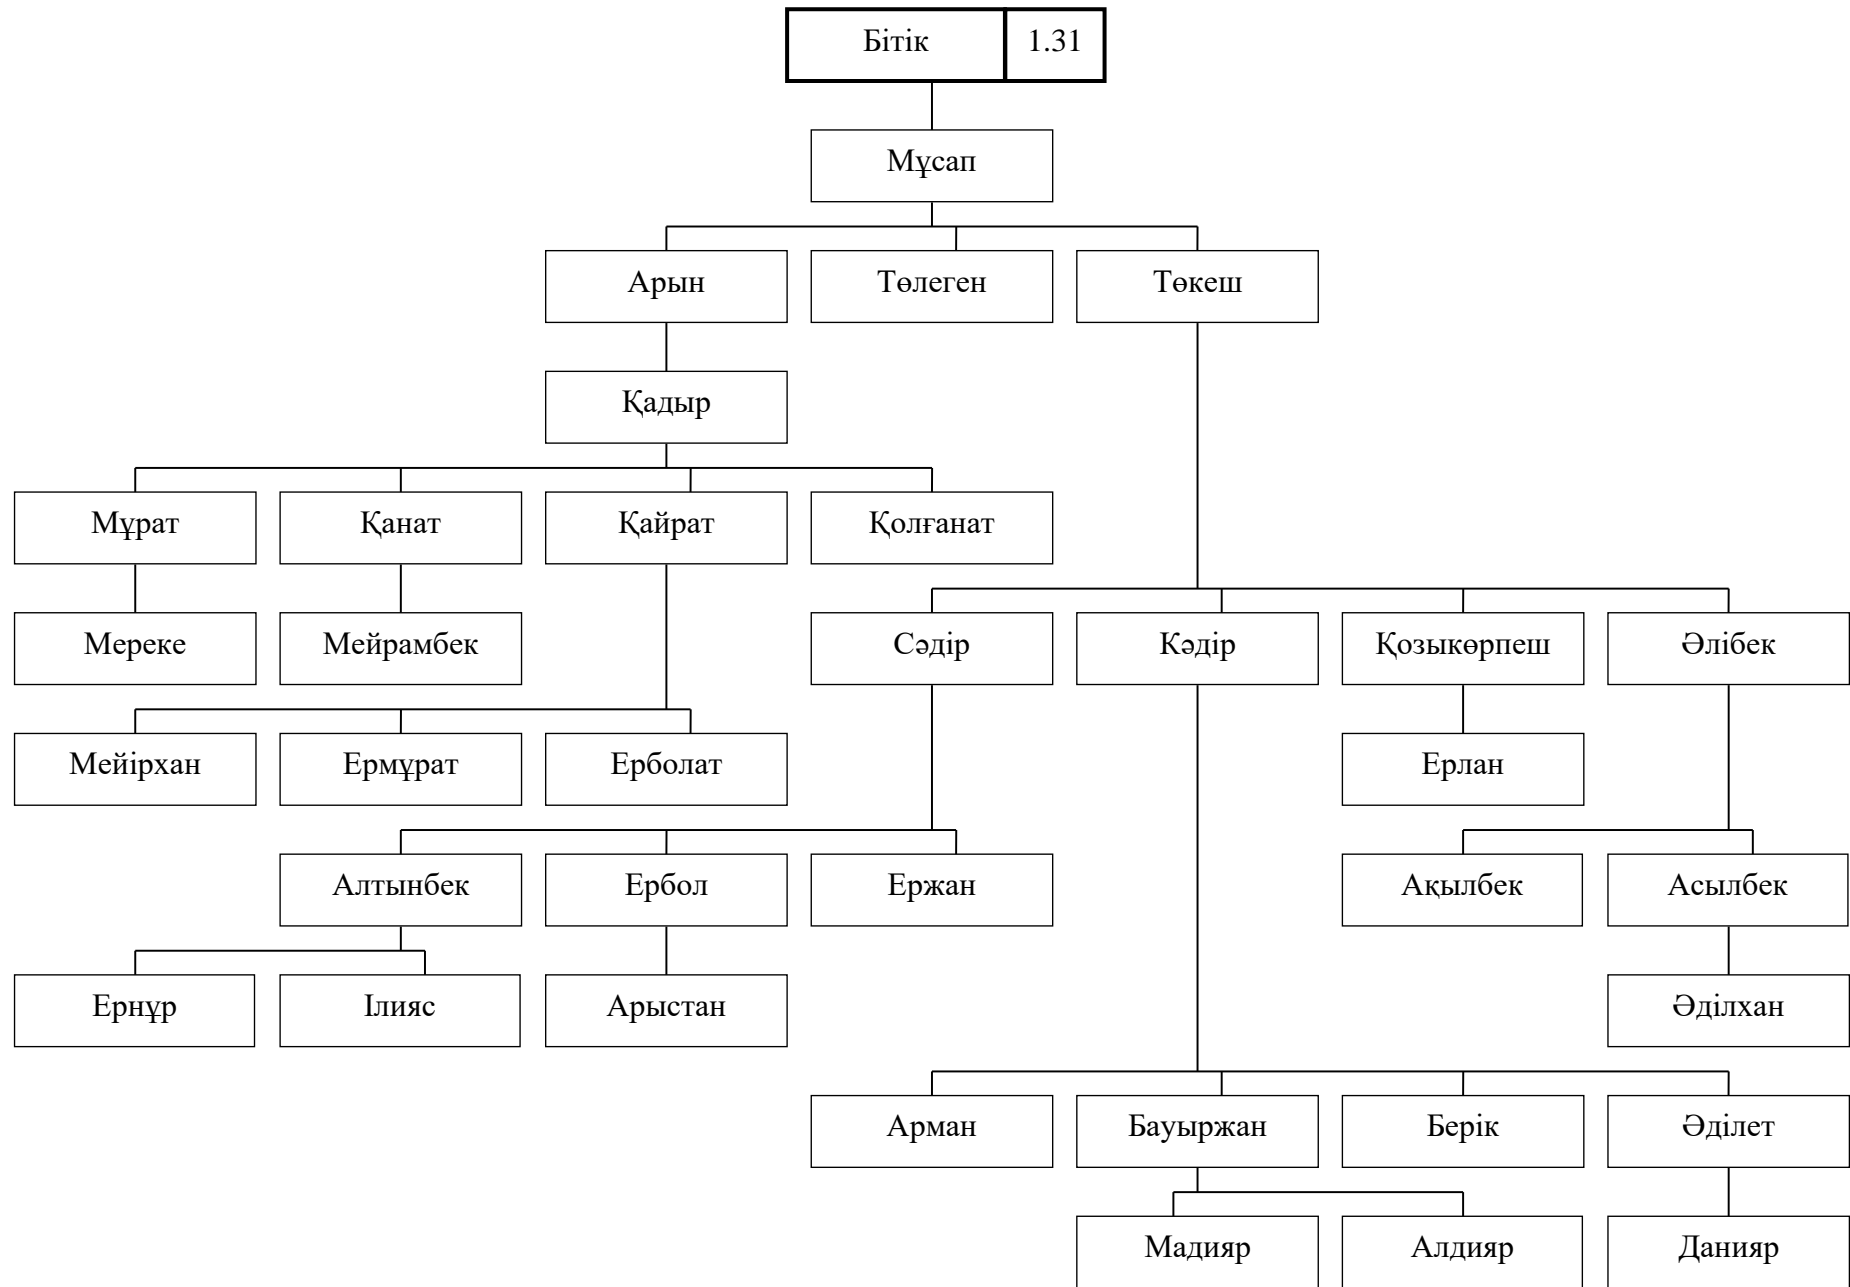 Бітік 1.31
Мұсап
Арын Төлеген Төкеш
Қадыр
Мұрат Қанат Қайрат Қолғанат
Мереке Мейрамбек Сәдір Кәдір Қозыкөрпеш Әлібек
Мейірхан Ермұрат Ерболат Ерлан
Алтынбек Ербол Ержан Ақылбек Асылбек
Ернұр Ілияс Арыстан Әділхан
Арман Бауыржан Берік Әділет
Мадияр Алдияр Данияр